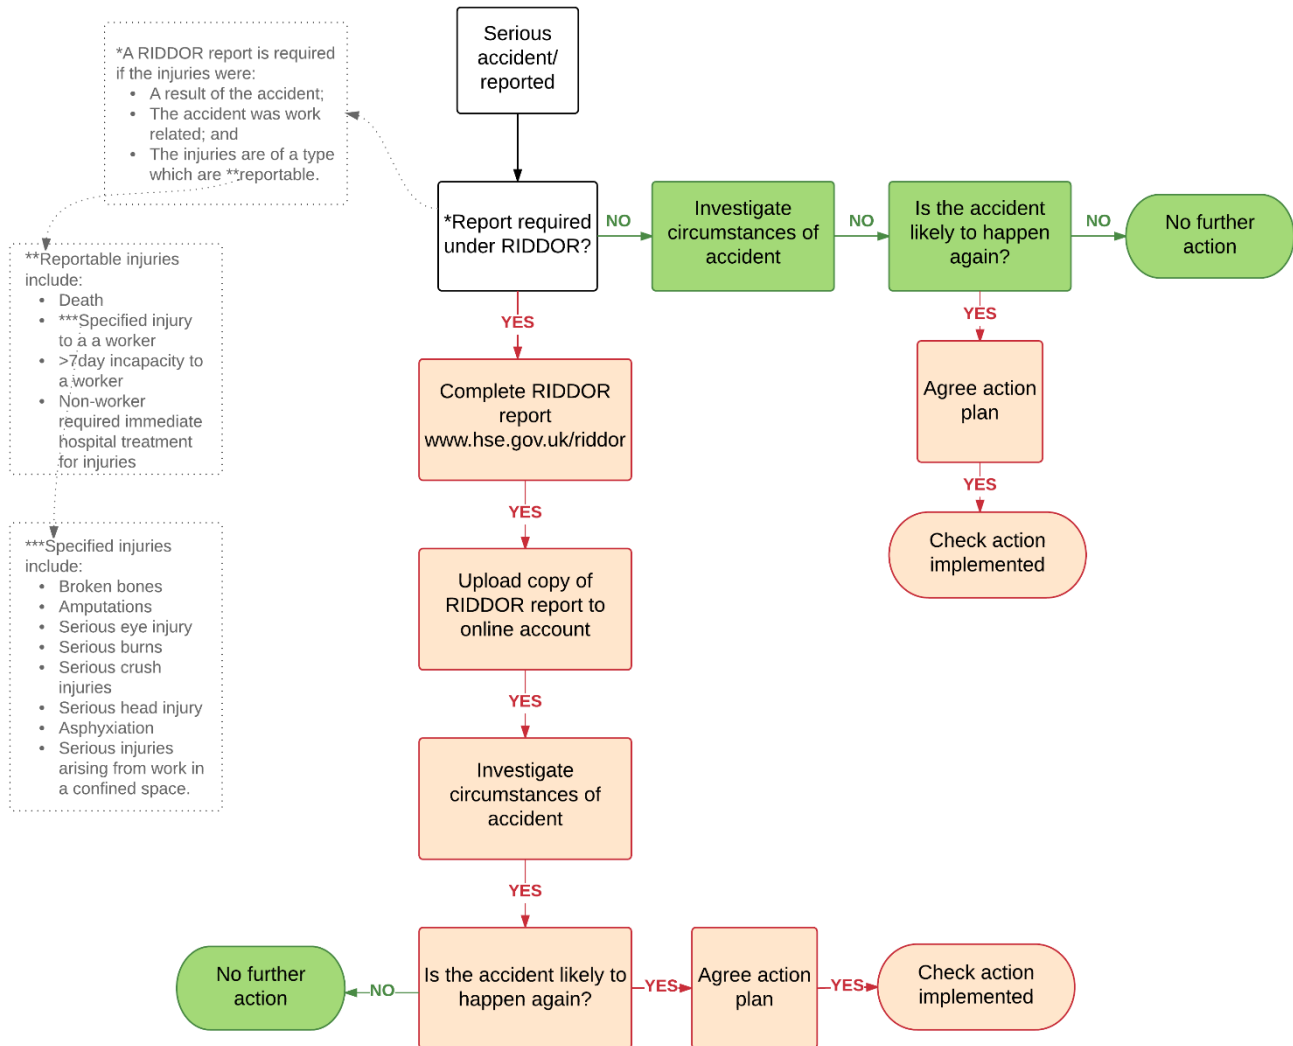 Serious
accident/
reported
*A RIDDOR report is required
if the injuries were:
• A result of the accident;
• The accident was work
related; and
• The injuries are of a type
which are **reportable.
*Report required
under RIDDOR?
NO
Investigate
circumstances of
accident
NO
Is the accident
likely to happen
again?
NO
No further
action
**Reportable injuries
include:
• Death
• ***Specified injury
to a a worker
• >7day incapacity to
a worker
• Non-worker
required immediate
hospital treatment
for injuries
YES
YES
Complete RIDDOR
report
www.hse.gov.uk/riddor
Agree action
plan
YES
YES
Check action
implemented
***Specified injuries
include:
• Broken bones
• Amputations
• Serious eye injury
• Serious burns
• Serious crush
injuries
• Serious head injury
• Asphyxiation
• Serious injuries
arising from work in
a confined space.
Upload copy of
RIDDOR report to
online account
YES
Investigate
circumstances of
accident
YES
No further
action
NO
Is the accident likely to
happen again?
YES
Agree action
plan
YES
Check action
implemented